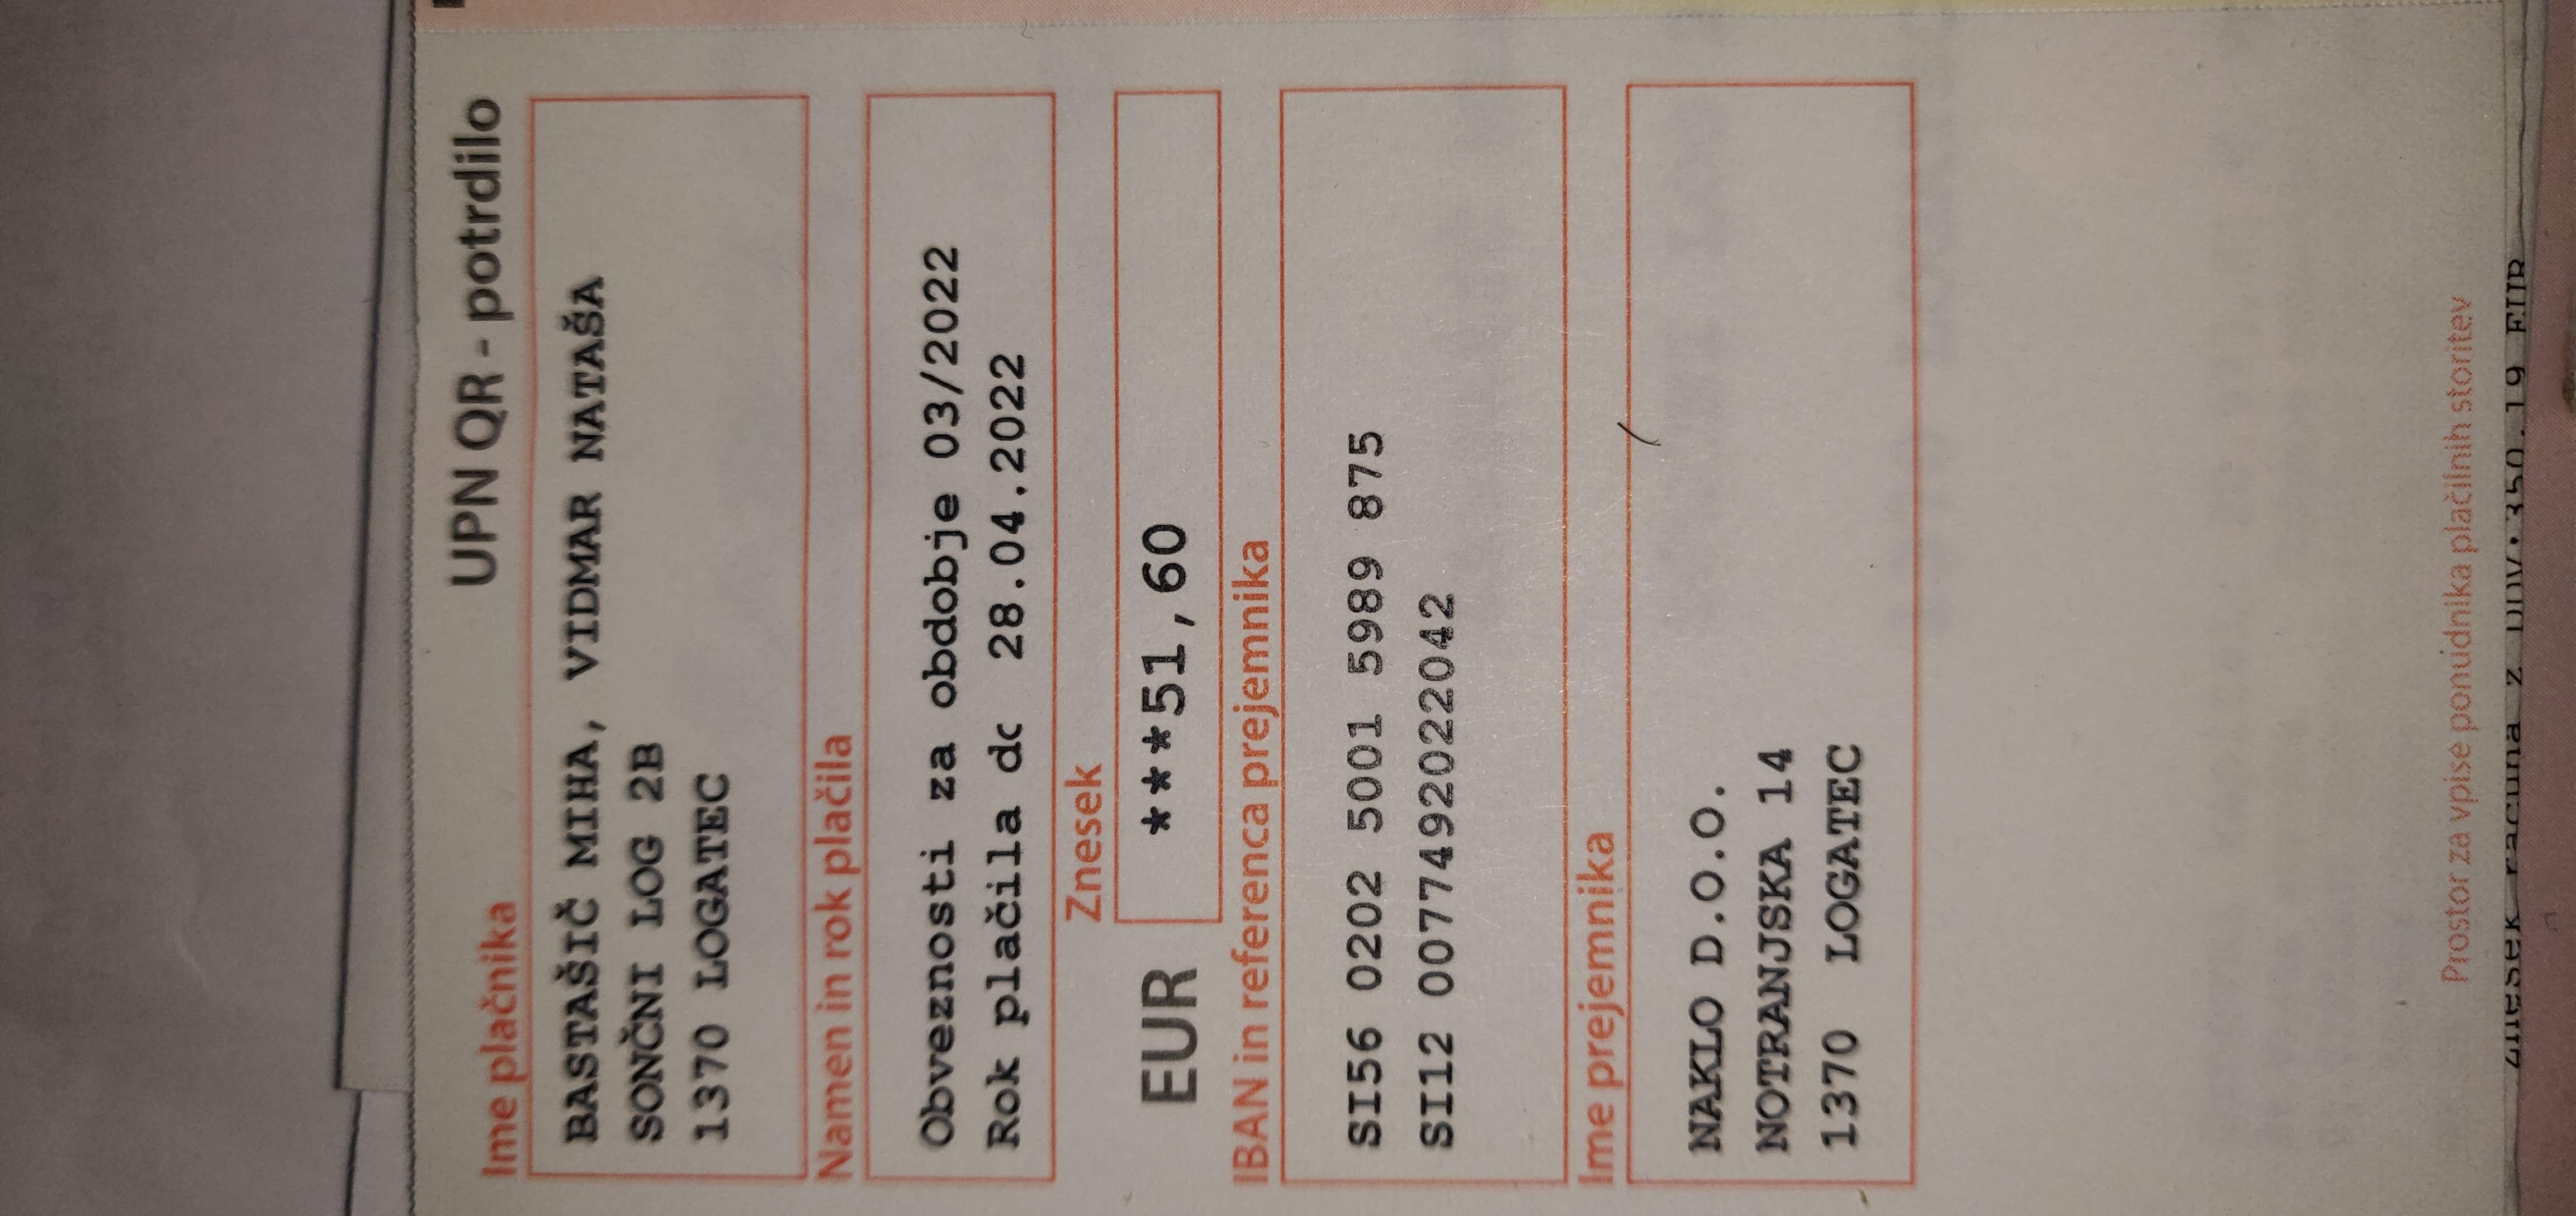 UPN QR - potrdilo
Ime plačnika
BASTAŠIČ MIHA, VIDMAR NATAŠA
SONČNI LOG 2B
1370 LOGATEC
Namen in rok plačila
Obveznosti za obdobje 03/2022
Rok plačila do 28.04.2022
Znesek
EUR ***51,60
IBAN in referenca prejemnika
SI56 0202 5001 5989 875
SI12 0077492022042
Ime prejemnika
NAKLO D.O.O.
NOTRANJSKA 14
1370 LOGATEC
Prostor za vpise ponudnika plačilnih storitev
Znesek računa z DDV: 350.19 EUR